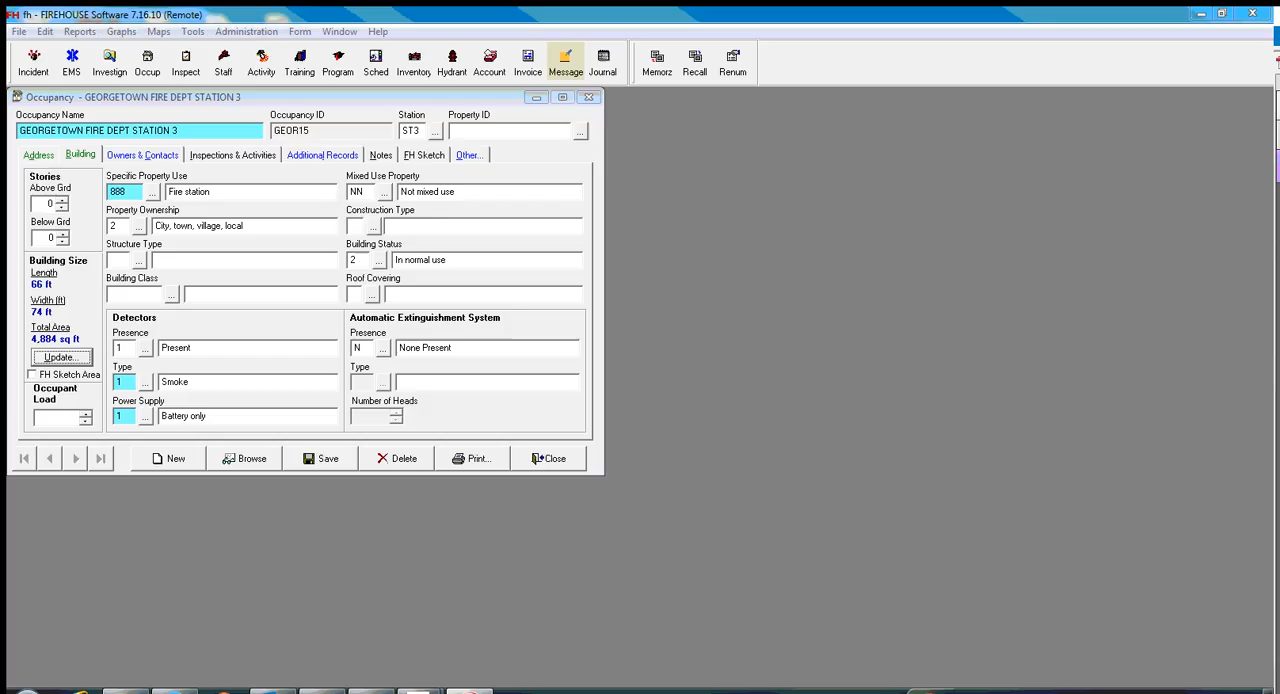 FH fh - FIREHOUSE Software 7.16.10 (Remote)
File Edit Reports Graphs Maps Tools Administration Form Window Help
Incident EMS Investign Occup Inspect Staff Activity Training Program Sched Inventory Hydrant Account Invoice Message Journal Memorz Recall Renum
Occupancy - GEORGETOWN FIRE DEPT STATION 3
Occupancy Name Occupancy ID Station Property ID
GEORGETOWN FIRE DEPT STATION 3 GEOR15 ST3 ... ...
Address Building Owners & Contacts Inspections & Activities Additional Records Notes FH Sketch Other...
Stories
Above Grd
0
Below Grd
0
Building Size
Length
66 ft
Width (ft)
74 ft
Total Area
4,884 sq ft
Update...
FH Sketch Area
Occupant
Load
Specific Property Use
888 ... Fire station
Property Ownership
2 ... City, town, village, local
Structure Type
...
Building Class
...
Mixed Use Property
NN ... Not mixed use
Construction Type
...
Building Status
2 ... In normal use
Roof Covering
...
Detectors
Presence
1 ... Present
Type
1 ... Smoke
Power Supply
1 ... Battery only
Automatic Extinguishment System
Presence
N ... None Present
Type
...
Number of Heads
New Browse Save Delete Print... Close